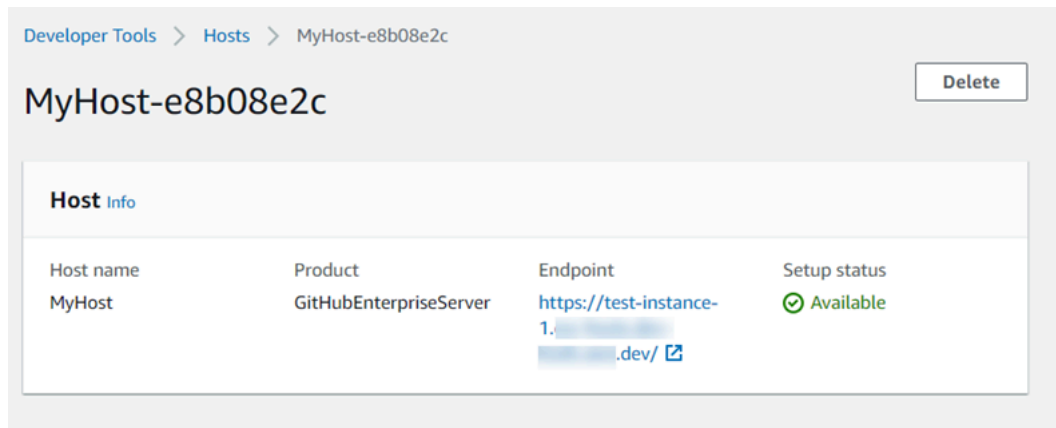 Developer Tools > Hosts > MyHost-e8b08e2c
MyHost-e8b08e2c
Delete
Host Info
Host name
Product
Endpoint
Setup status
MyHost
GitHubEnterpriseServer
https://test-instance-
1.
.dev/
Available